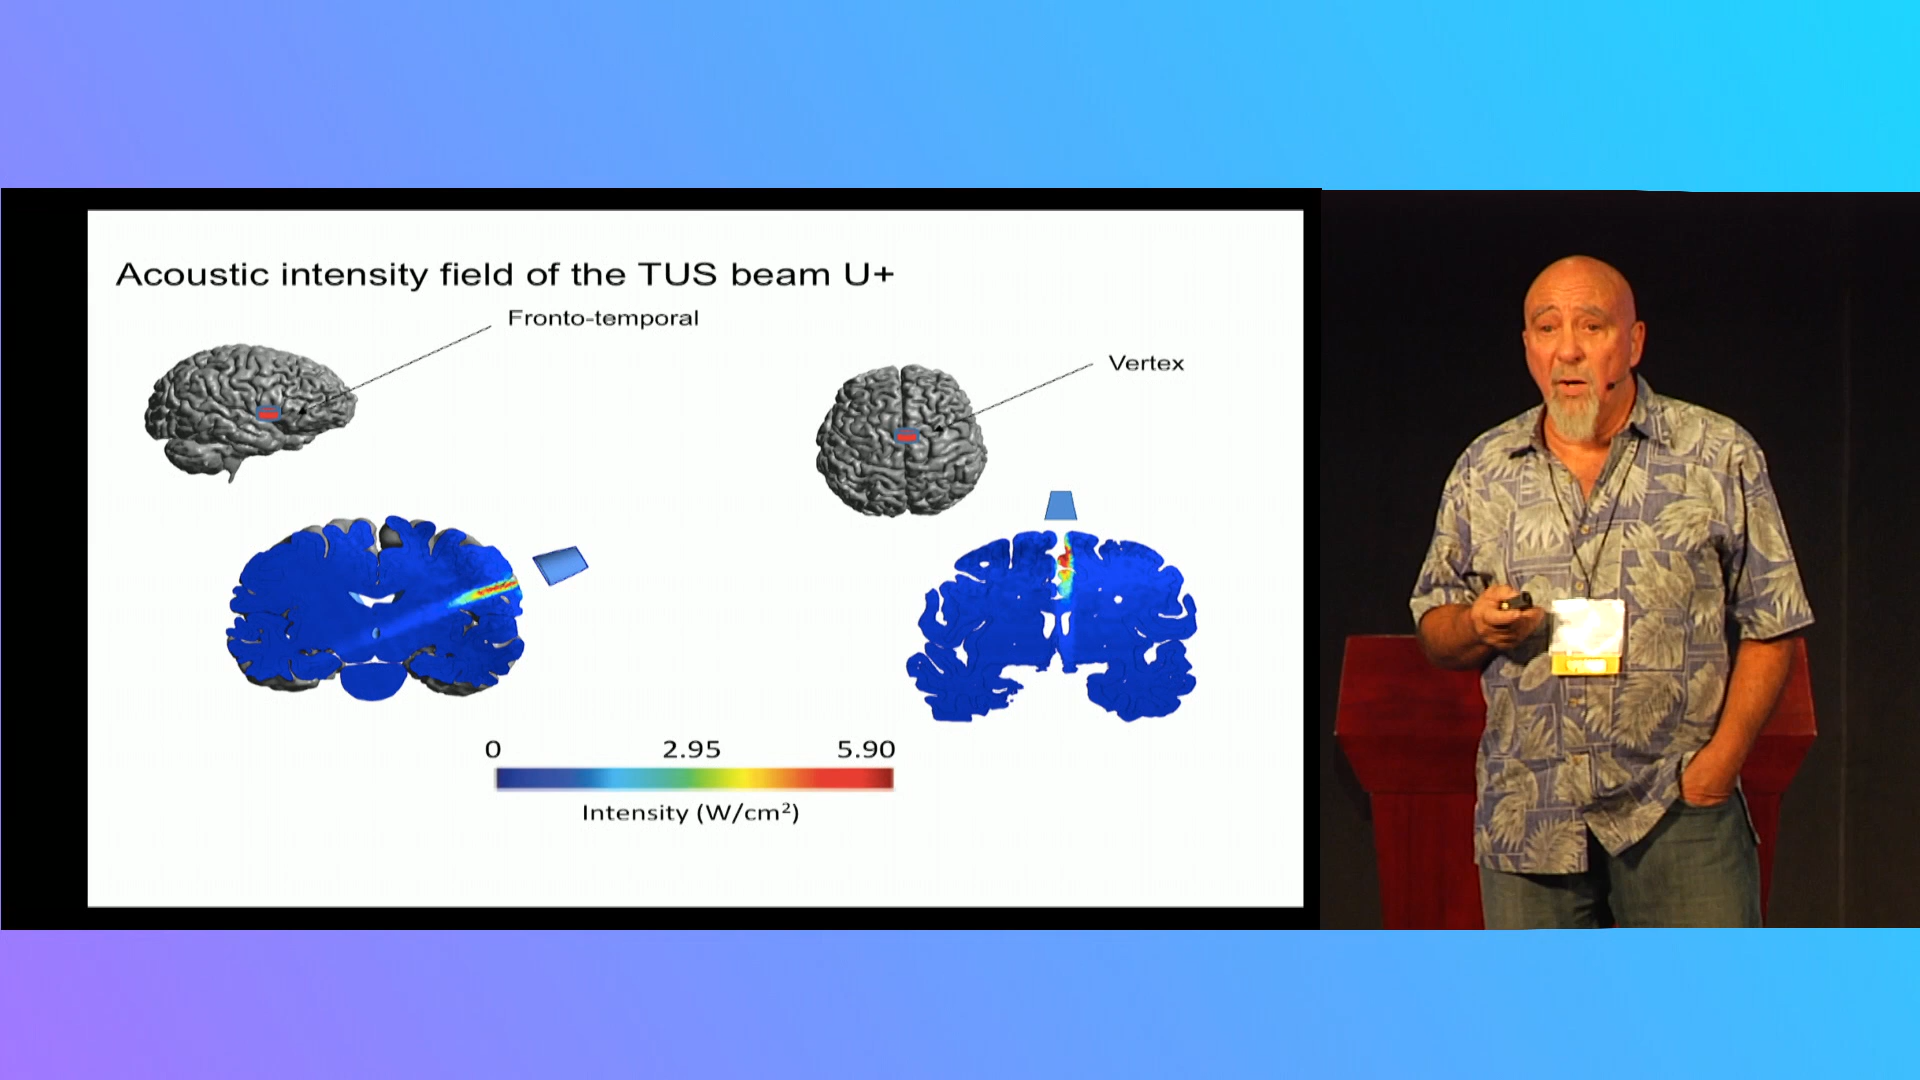 Acoustic intensity field of the TUS beam U+
Fronto-temporal
Vertex
0 2.95 5.90
Intensity (W/cm²)